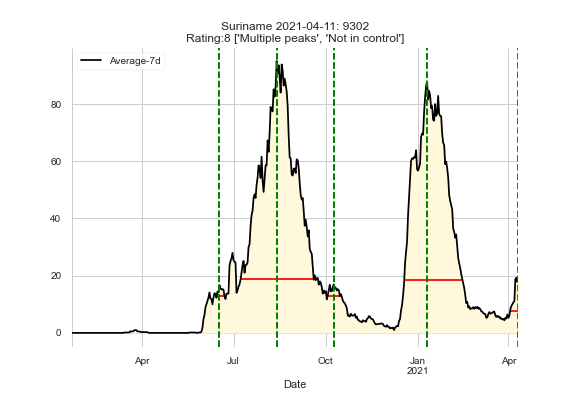 Suriname 2021-04-11: 9302
Rating:8 ['Multiple peaks', 'Not in control']
Average-7d
80
60
40
20
0
Apr
Jul
Oct
Jan
2021
Apr
Date